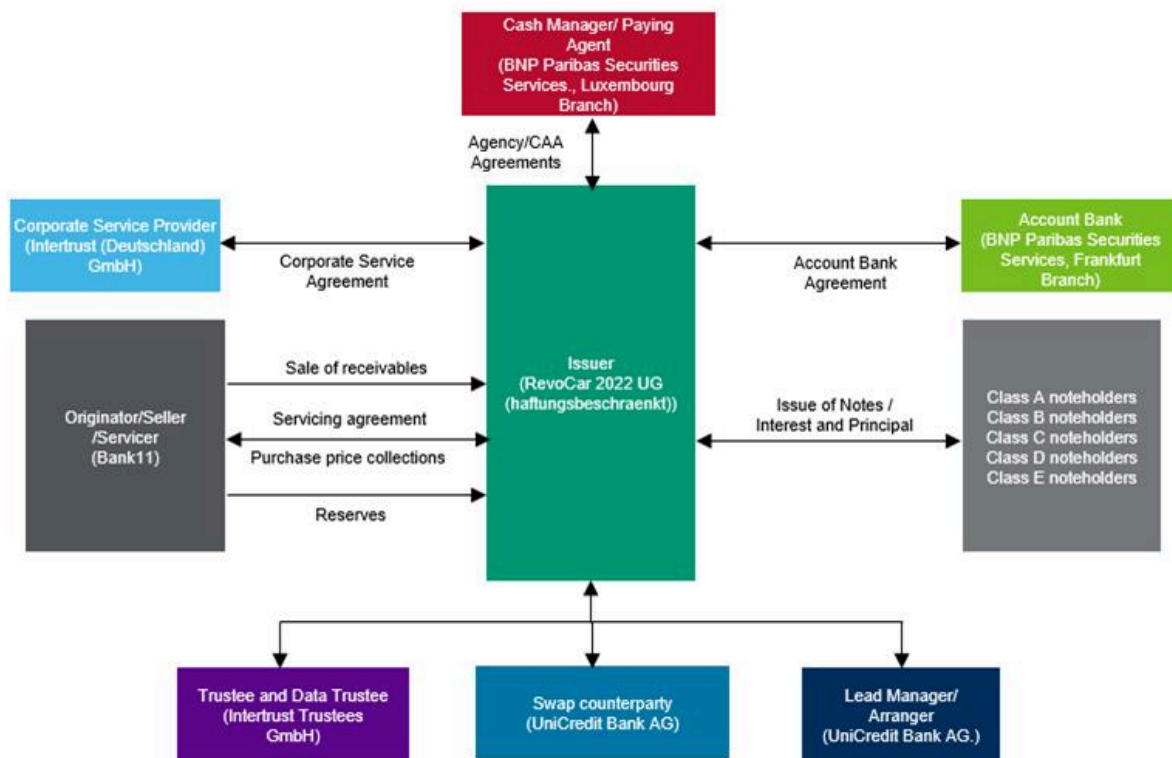 Cash Manager/ Paying
Agent
(BNP Paribas Securities
Services., Luxembourg
Branch)
Agency/CAA
Agreements
Corporate Service Provider
(Intertrust (Deutschland)
GmbH)
Corporate Service
Agreement
Account Bank
Agreement
Account Bank
(BNP Paribas Securities
Services, Frankfurt
Branch)
Originator/Seller
/Servicer
(Bank11)
Sale of receivables
Servicing agreement
Purchase price collections
Reserves
Issuer
(RevoCar 2022 UG
(haftungsbeschraenkt))
Issue of Notes /
Interest and Principal
Class A noteholders
Class B noteholders
Class C noteholders
Class D noteholders
Class E noteholders
Trustee and Data Trustee
(Intertrust Trustees
GmbH)
Swap counterparty
(UniCredit Bank AG)
Lead Manager/
Arranger
(UniCredit Bank AG.)